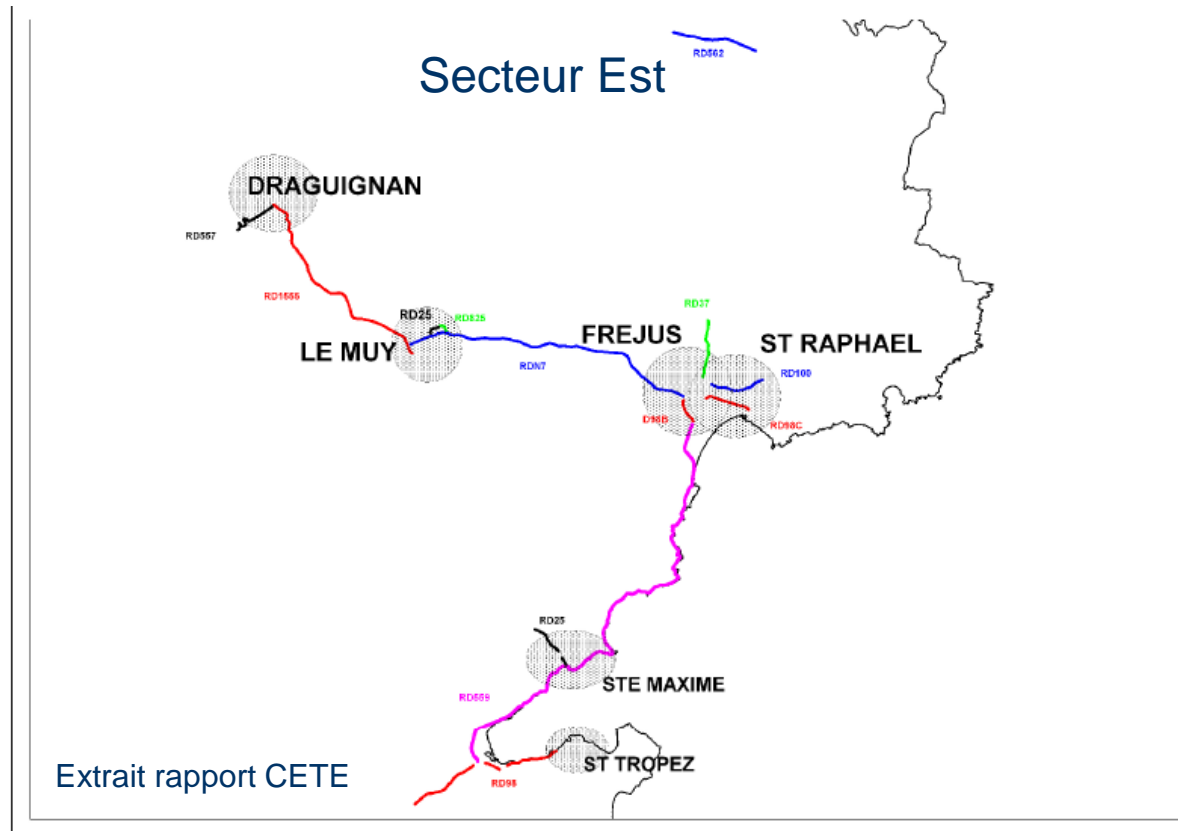 RD562
Secteur Est
DRAGUIGNAN
RD557
RD1555
RD37
RD25
RD825
FREJUS
ST RAPHAEL
LE MUY
RDN7
RD100
D98B
RD98C
RD25
STE MAXIME
RD559
ST TROPEZ
Extrait rapport CETE
RD98